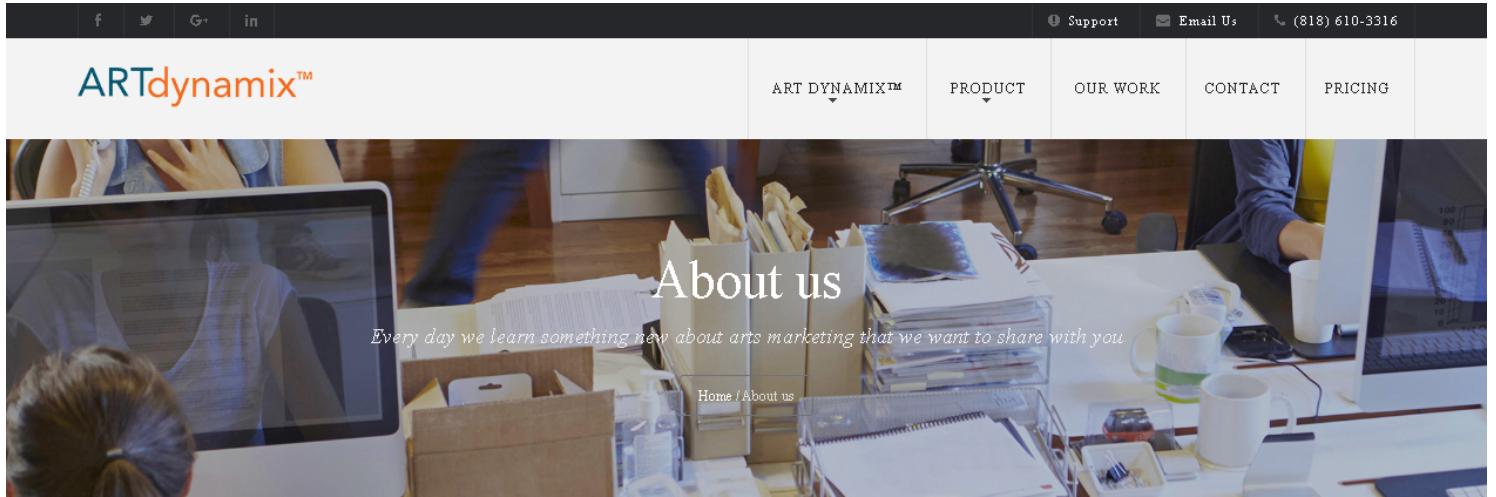 f G+ in Support Email Us (818) 610-3316
ARTdynamix™ ART DYNAMIX™ PRODUCT OUR WORK CONTACT PRICING
About us
Every day we learn something new about arts marketing that we want to share with you
Home / About us